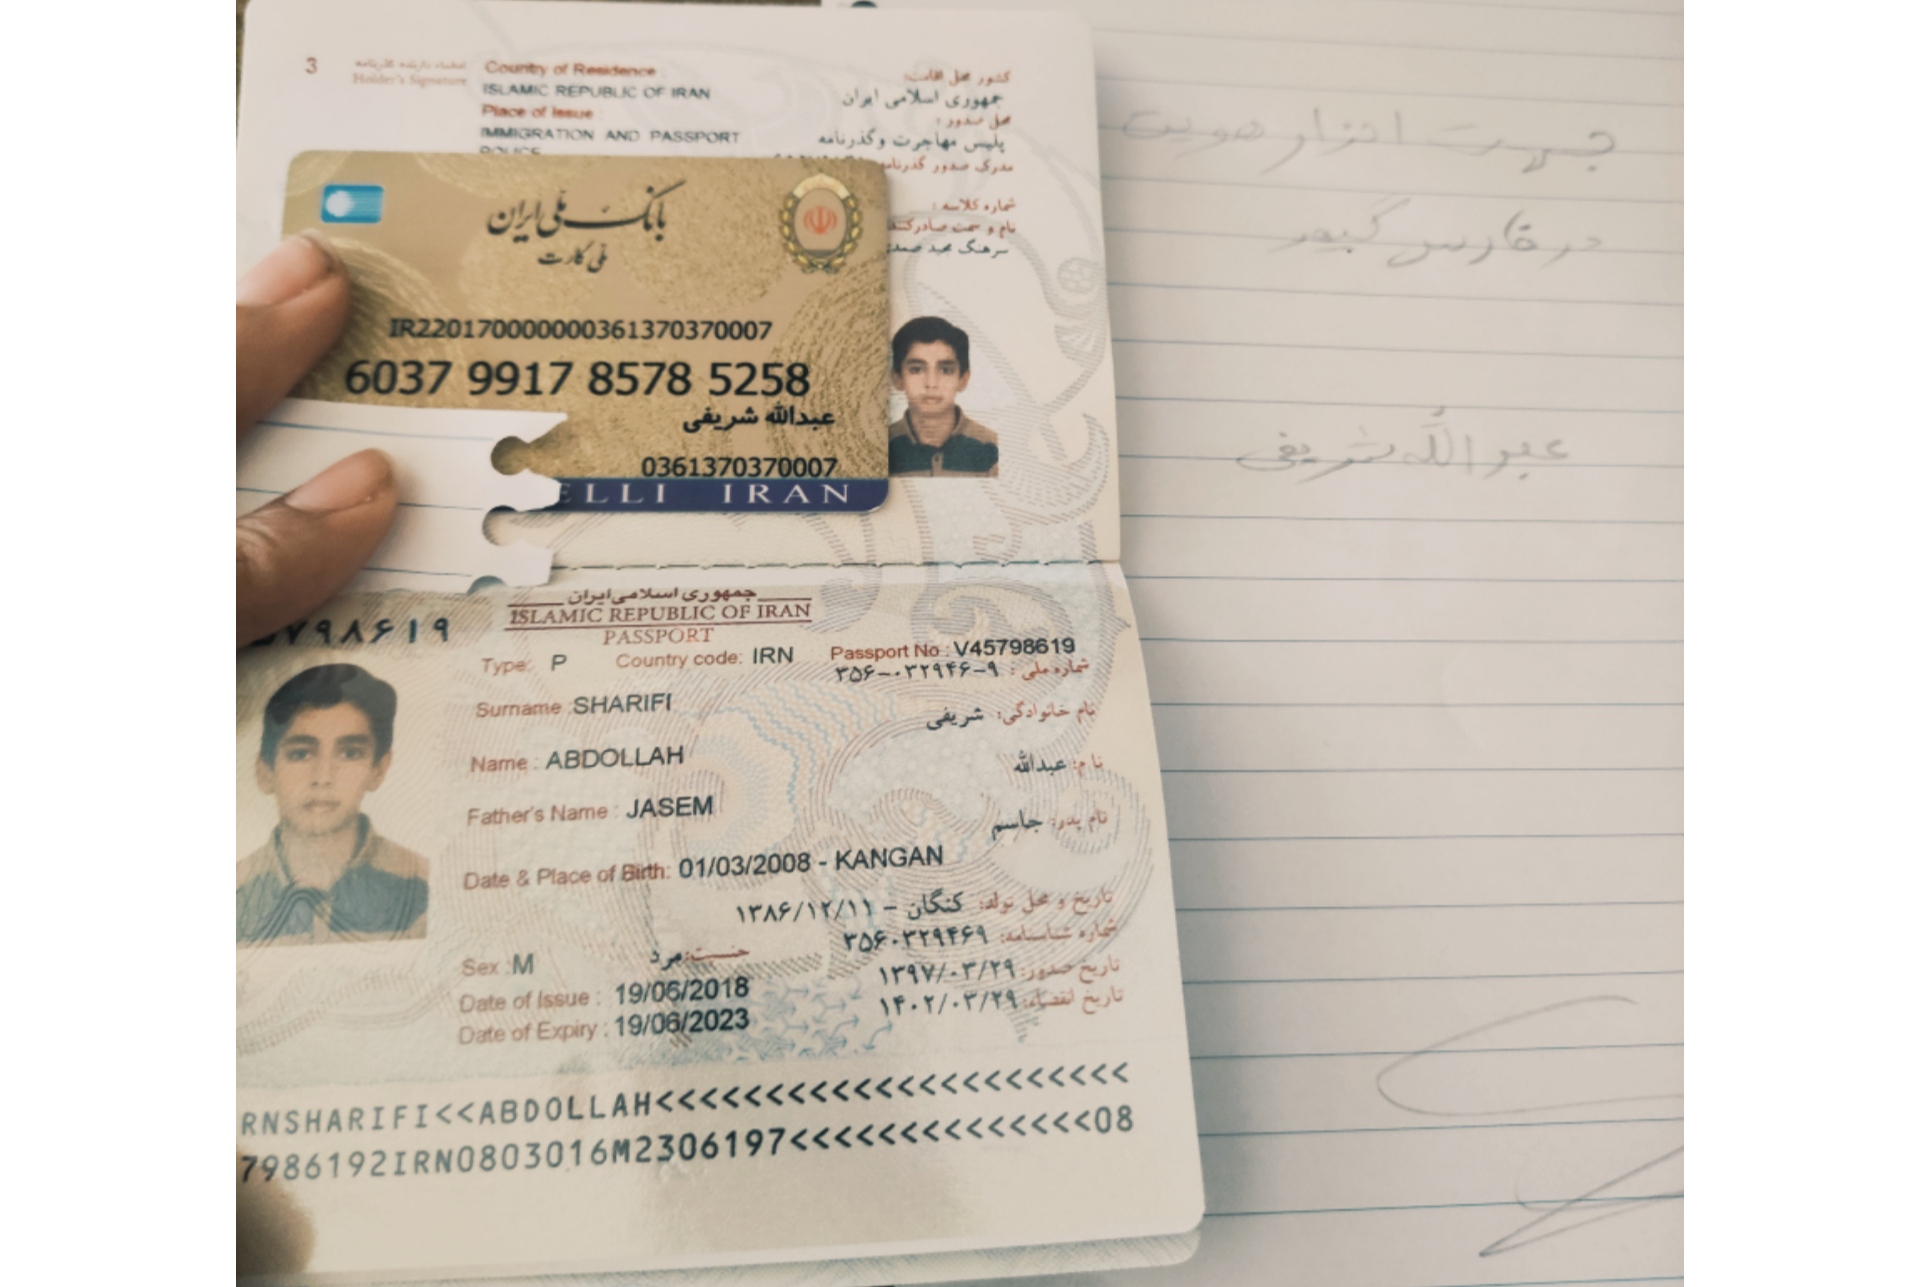 3
امضاء دارنده گذرنامه
Holder's Signature
Country of Residence :
ISLAMIC REPUBLIC OF IRAN
Place of Issue :
IMMIGRATION AND PASSPORT
POLICE
کشور محل اقامت:
جمهوری اسلامی ایران
محل صدور :
پلیس مهاجرت وگذرنامه
مدرک صدور گذرنامه
شماره کلاسه :
نام و سمت صادرکننده
سرهنگ
بانک ملی ایران
ملی کارت
IR220170000000361370370007
6037 9917 8578 5258
عبدالله شریفی
0361370370007
ELLI IRAN
جهت احراز هویت
در
عبدالله شریفی
جمهوری اسلامی ایران
ISLAMIC REPUBLIC OF IRAN
PASSPORT
۷۹۸۶۱۹
Type: P Country code: IRN Passport No : V45798619
شماره ملی : ۳۵۶-۰۳۲۹۴۶-۹
Surname : SHARIFI
نام خانوادگی: شریفی
Name : ABDOLLAH
نام: عبدالله
Father's Name : JASEM
نام پدر: جاسم
Date & Place of Birth: 01/03/2008 - KANGAN
تاریخ و محل تولد: کنگان - ۱۳۸۶/۱۲/۱۱
شماره شناسنامه: ۳۵۶۰۳۲۹۴۶۹
Sex : M
جنسیت: مرد
تاریخ صدور: ۱۳۹۷/۰۳/۲۹
Date of Issue : 19/06/2018
تاریخ انقضاء: ۱۴۰۲/۰۳/۲۹
Date of Expiry : 19/06/2023
RNSHARIFI<<ABDOLLAH<<<<<<<<<<<<<<<<<<<<<<<
7986192IRN0803016M2306197<<<<<<<<<<<<<<08